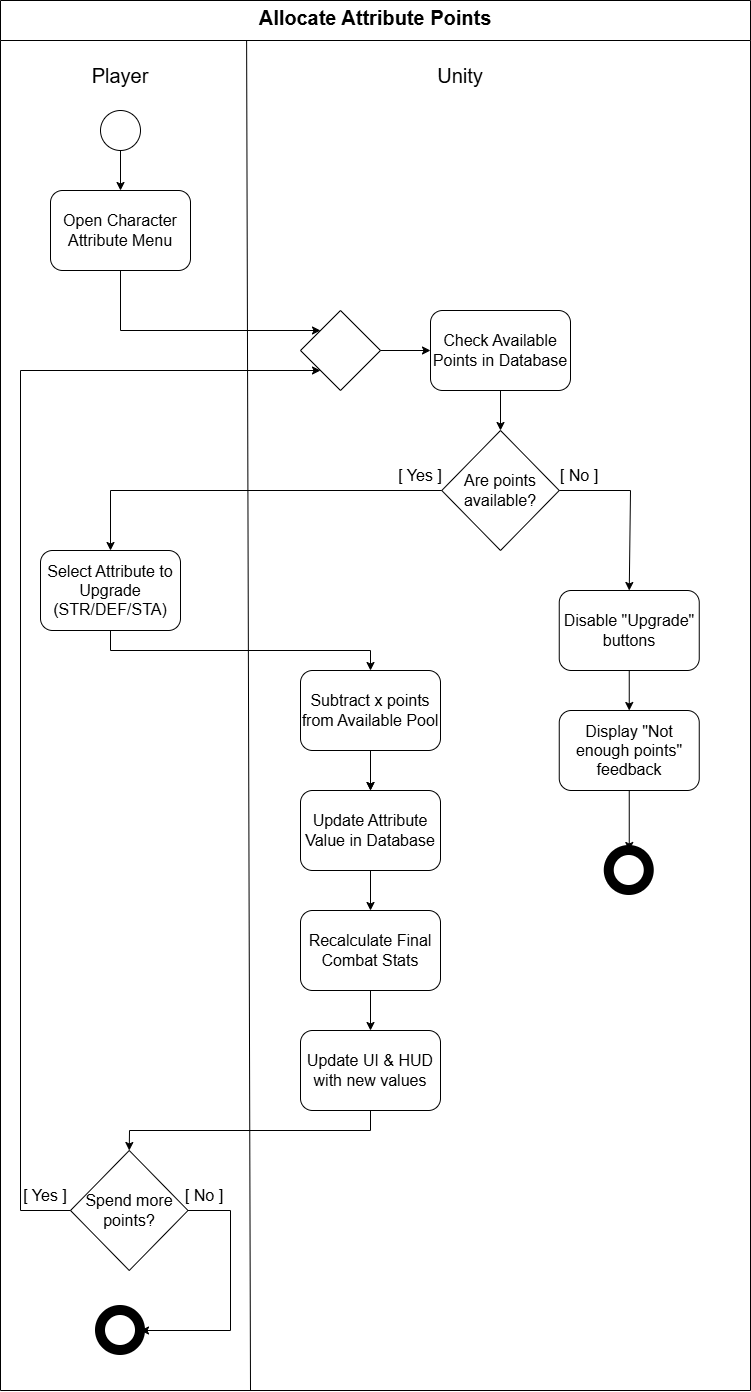 Allocate Attribute Points
Player
Unity
Open Character
Attribute Menu
Check Available
Points in Database
[ Yes ]
Are points
available?
[ No ]
Select Attribute to
Upgrade
(STR/DEF/STA)
Disable "Upgrade"
buttons
Subtract x points
from Available Pool
Display "Not
enough points"
feedback
Update Attribute
Value in Database
Recalculate Final
Combat Stats
Update UI & HUD
with new values
[ Yes ]
Spend more
points?
[ No ]